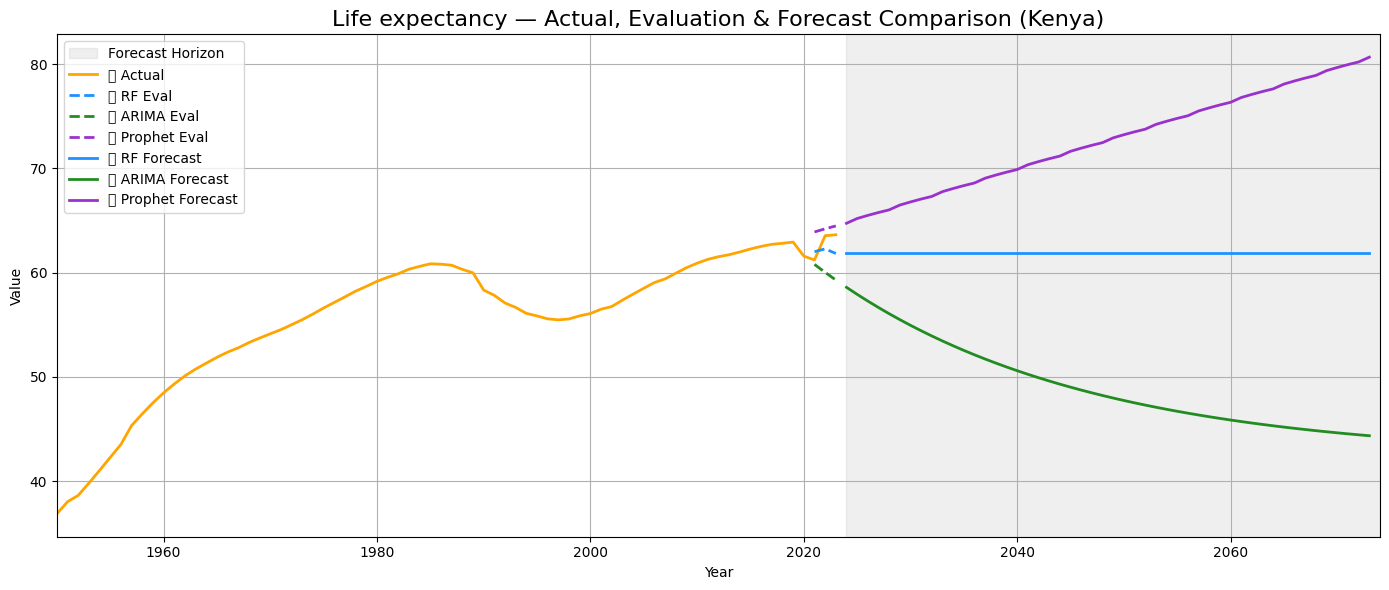 Life expectancy — Actual, Evaluation & Forecast Comparison (Kenya)
Forecast Horizon
Actual
RF Eval
ARIMA Eval
Prophet Eval
RF Forecast
ARIMA Forecast
Prophet Forecast
80
70
60
50
40
Value
1960 1980 2000 2020 2040 2060
Year